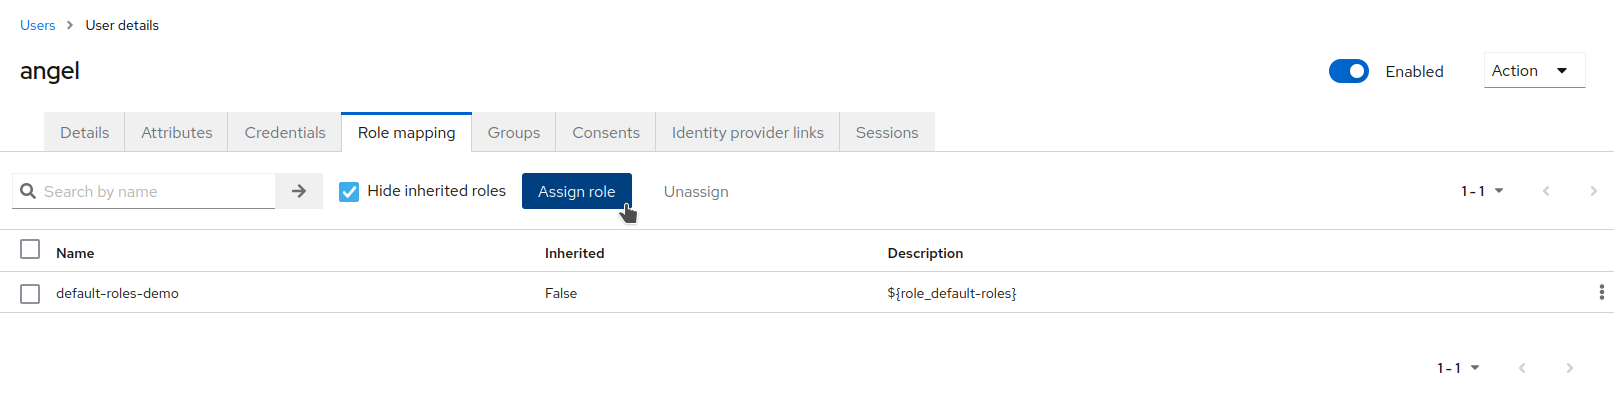 Users > User details
angel
Enabled Action
Details Attributes Credentials Role mapping Groups Consents Identity provider links Sessions
Search by name Hide inherited roles Assign role Unassign 1 - 1
Name Inherited Description
default-roles-demo False ${role_default-roles}
1 - 1